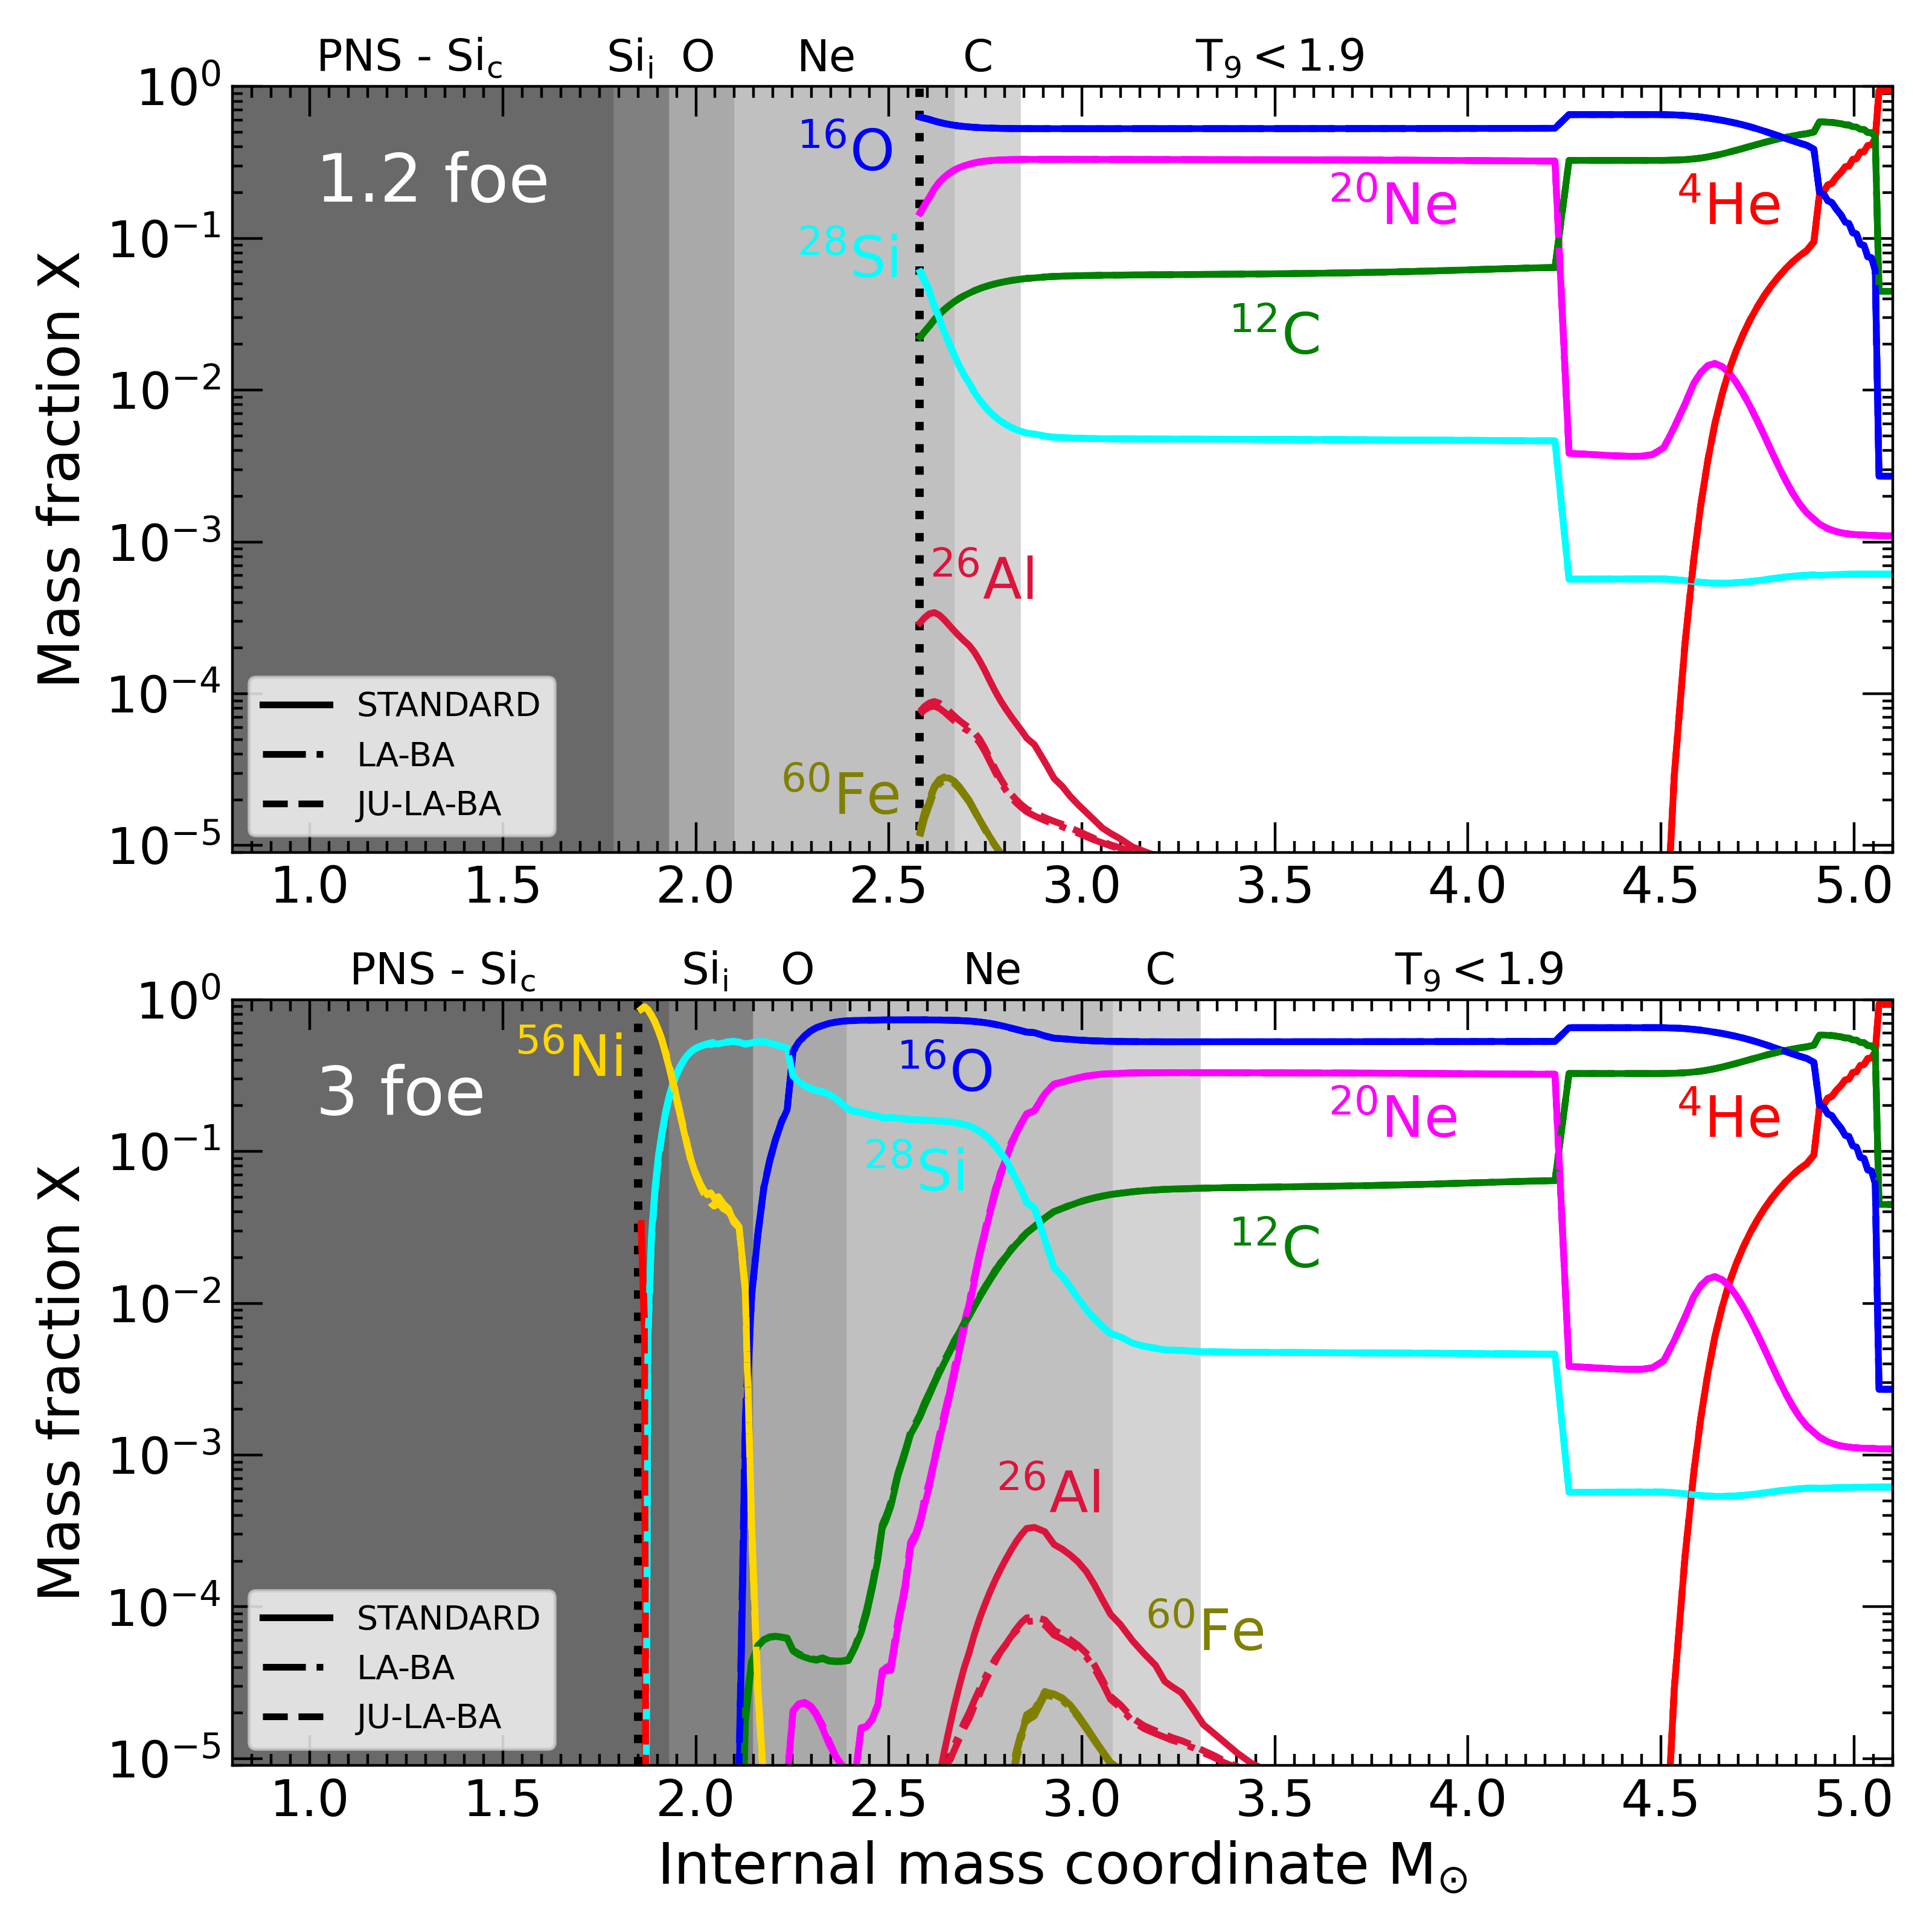 PNS - Si_c Si_i O Ne C T_9 < 1.9
10^0
10^-1
10^-2
10^-3
10^-4
10^-5
Mass fraction X
1.2 foe
^16O
^20Ne
^4He
^28Si
^12C
^26Al
^60Fe
STANDARD
LA-BA
JU-LA-BA
1.0 1.5 2.0 2.5 3.0 3.5 4.0 4.5 5.0
PNS - Si_c Si_i O Ne C T_9 < 1.9
10^0
10^-1
10^-2
10^-3
10^-4
10^-5
Mass fraction X
3 foe
^56Ni
^16O
^20Ne
^4He
^28Si
^12C
^26Al
^60Fe
STANDARD
LA-BA
JU-LA-BA
1.0 1.5 2.0 2.5 3.0 3.5 4.0 4.5 5.0
Internal mass coordinate M_⊙